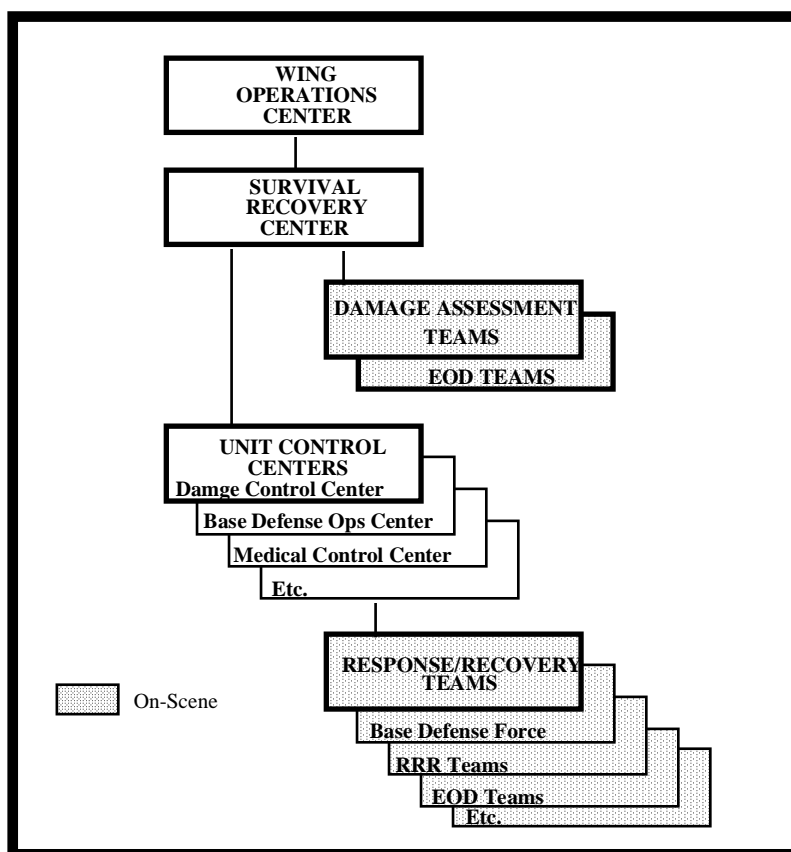 WING
OPERATIONS
CENTER
SURVIVAL
RECOVERY
CENTER
DAMAGE ASSESSMENT
TEAMS
EOD TEAMS
UNIT CONTROL
CENTERS
Damge Control Center
Base Defense Ops Center
Medical Control Center
Etc.
RESPONSE/RECOVERY
TEAMS
On-Scene
Base Defense Force
RRR Teams
EOD Teams
Etc.